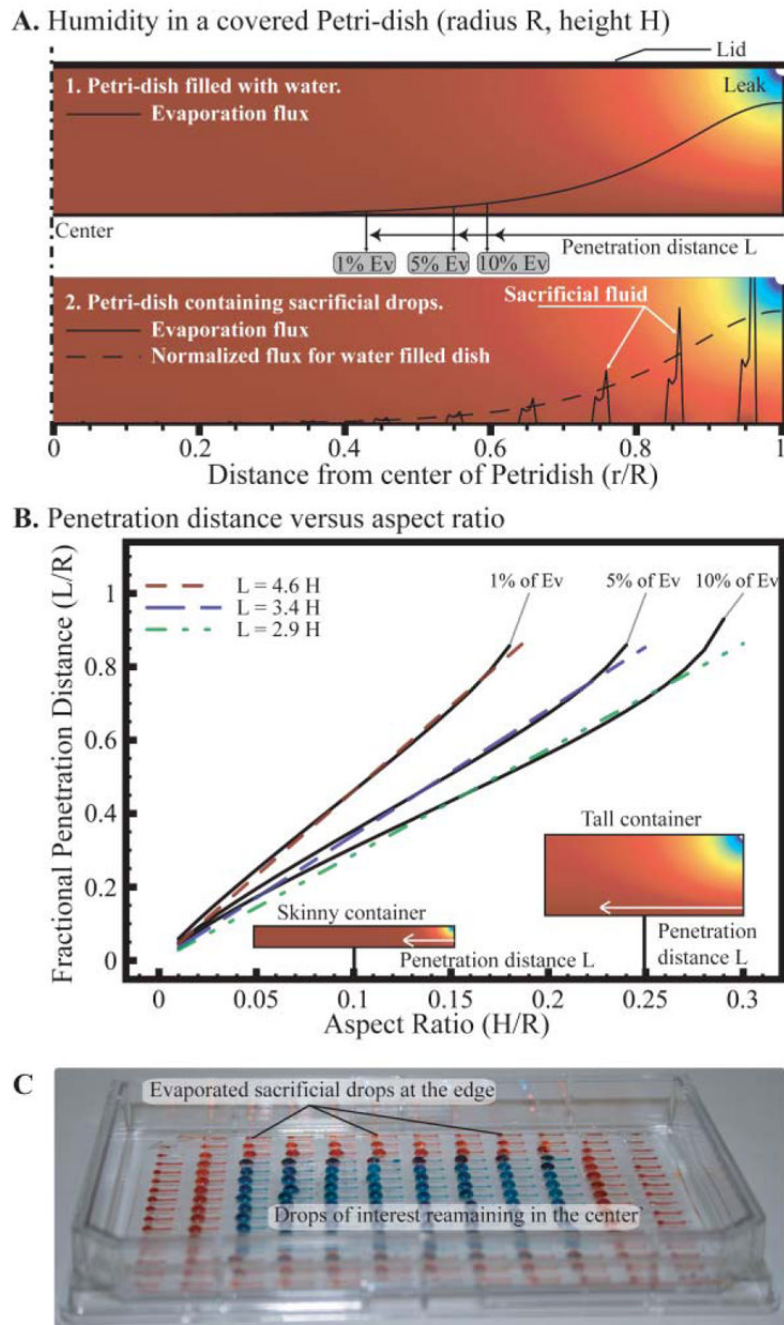 A. Humidity in a covered Petri-dish (radius R, height H)
Lid
1. Petri-dish filled with water.
Leak
Evaporation flux
Center
Penetration distance L
1% Ev
5% Ev
10% Ev
2. Petri-dish containing sacrificial drops.
Sacrificial fluid
Evaporation flux
Normalized flux for water filled dish
0
0.2
0.4
0.6
0.8
1
Distance from center of Petridish (r/R)
B. Penetration distance versus aspect ratio
L = 4.6 H
L = 3.4 H
L = 2.9 H
1% of Ev
5% of Ev
10% of Ev
Fractional Penetration Distance (L/R)
1
0.8
0.6
0.4
0.2
0
Tall container
Skinny container
Penetration distance L
Penetration
distance L
0
0.05
0.1
0.15
0.2
0.25
0.3
Aspect Ratio (H/R)
C
Evaporated sacrificial drops at the edge
Drops of interest reamaining in the center